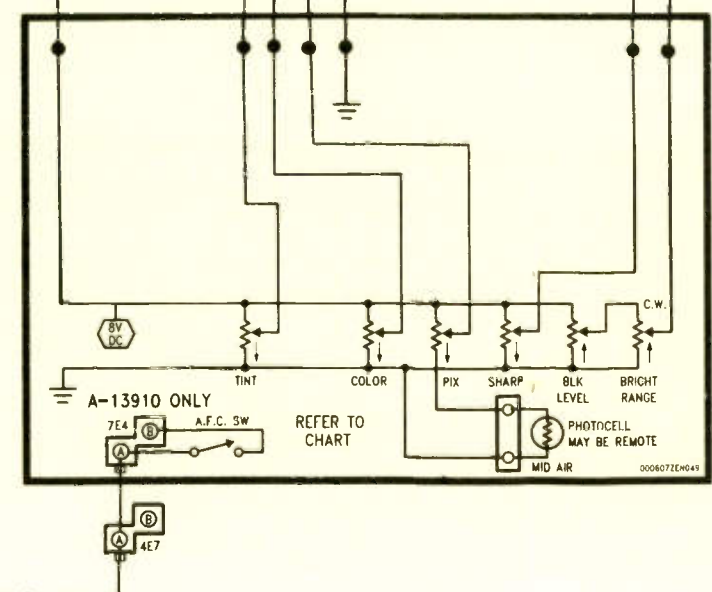 C.W.
8V
DC
TINT
COLOR
PIX
SHARP
BLK
LEVEL
BRIGHT
RANGE
A-13910 ONLY
7E4
B
A.F.C. SW
A
REFER TO
CHART
PHOTOCELL
MAY BE REMOTE
MID AIR
000607ZEN049
B
A
4E7